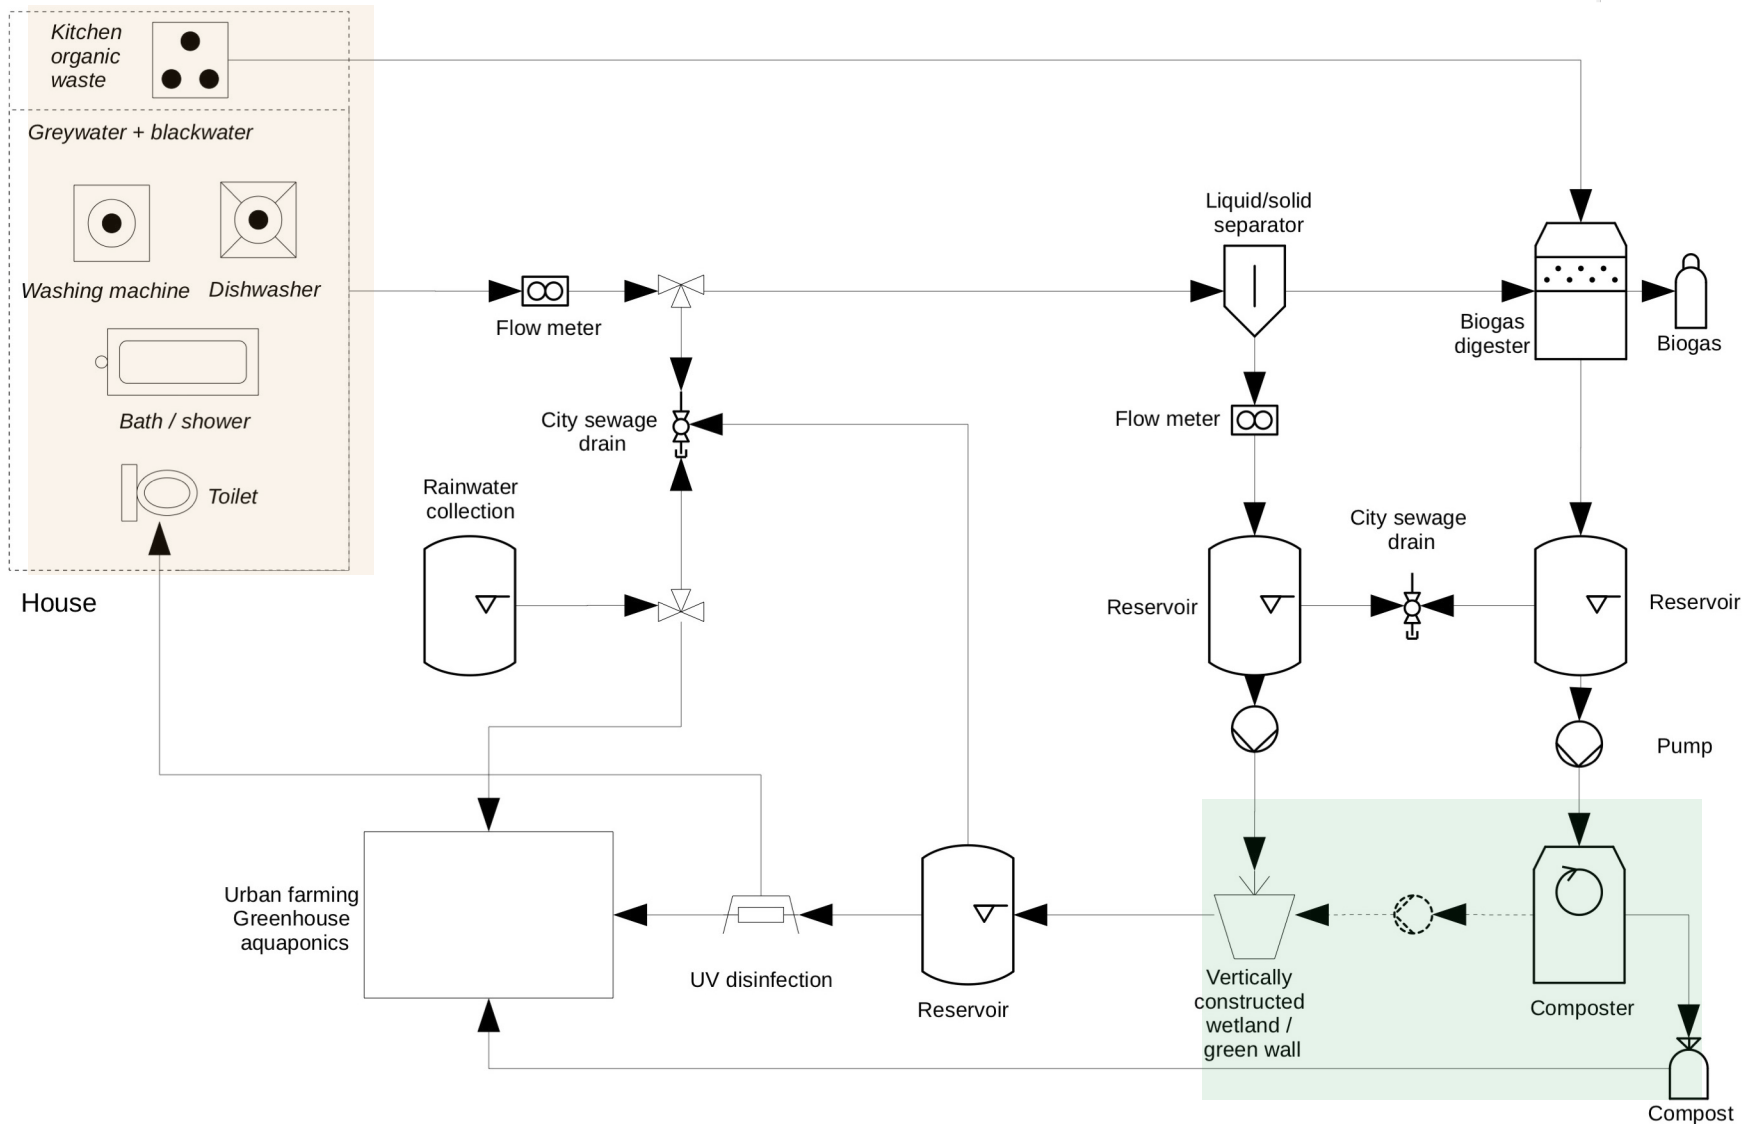 Kitchen
organic
waste
Greywater + blackwater
Washing machine
Dishwasher
Bath / shower
Toilet
House
Flow meter
City sewage
drain
Rainwater
collection
Liquid/solid
separator
Flow meter
Biogas
digester
Biogas
City sewage
drain
Reservoir
Reservoir
Pump
Urban farming
Greenhouse
aquaponics
UV disinfection
Reservoir
Vertically
constructed
wetland /
green wall
Composter
Compost